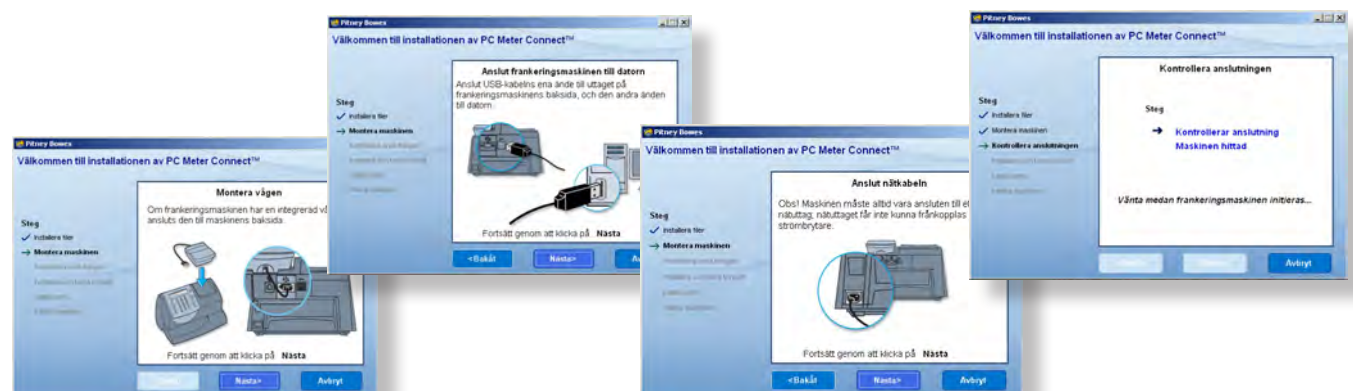 Pitney Bowes
Välkommen till installationen av PC Meter Connect™
Steg
Installera filer
Montera maskinen
Montera vågen
Om frankeringsmaskinen har en integrerad
ansluts den till maskinens baksida.
Fortsätt genom att klicka på Nästa
Nästa>
Avbryt
Pitney Bowes
Välkommen till installationen av PC Meter Connect™
Steg
Installera filer
Montera maskinen
Anslut frankeringsmaskinen till datorn
Anslut USB-kabelns ena ände till uttaget på
frankeringsmaskinens baksida, och den andra änden
till datorn.
Fortsätt genom att klicka på Nästa
<Bakåt
Nästa>
Pitney Bowes
Välkommen till installationen av PC Meter Connect™
Steg
Installera filer
Montera maskinen
Anslut nätkabeln
Obs! Maskinen måste alltid vara ansluten till
nätuttag, nätuttaget får inte kunna frånkopplas
strömbrytare.
Fortsätt genom att klicka på Nästa
<Bakåt
Nästa>
Avbryt
Pitney Bowes
Välkommen till installationen av PC Meter Connect™
Steg
Installera filer
Montera maskinen
Kontrollera anslutningen
Kontrollera anslutningen
Steg
Kontrollerar anslutning
Maskinen hittad
Vänta medan frankeringsmaskinen initieras...
Avbryt